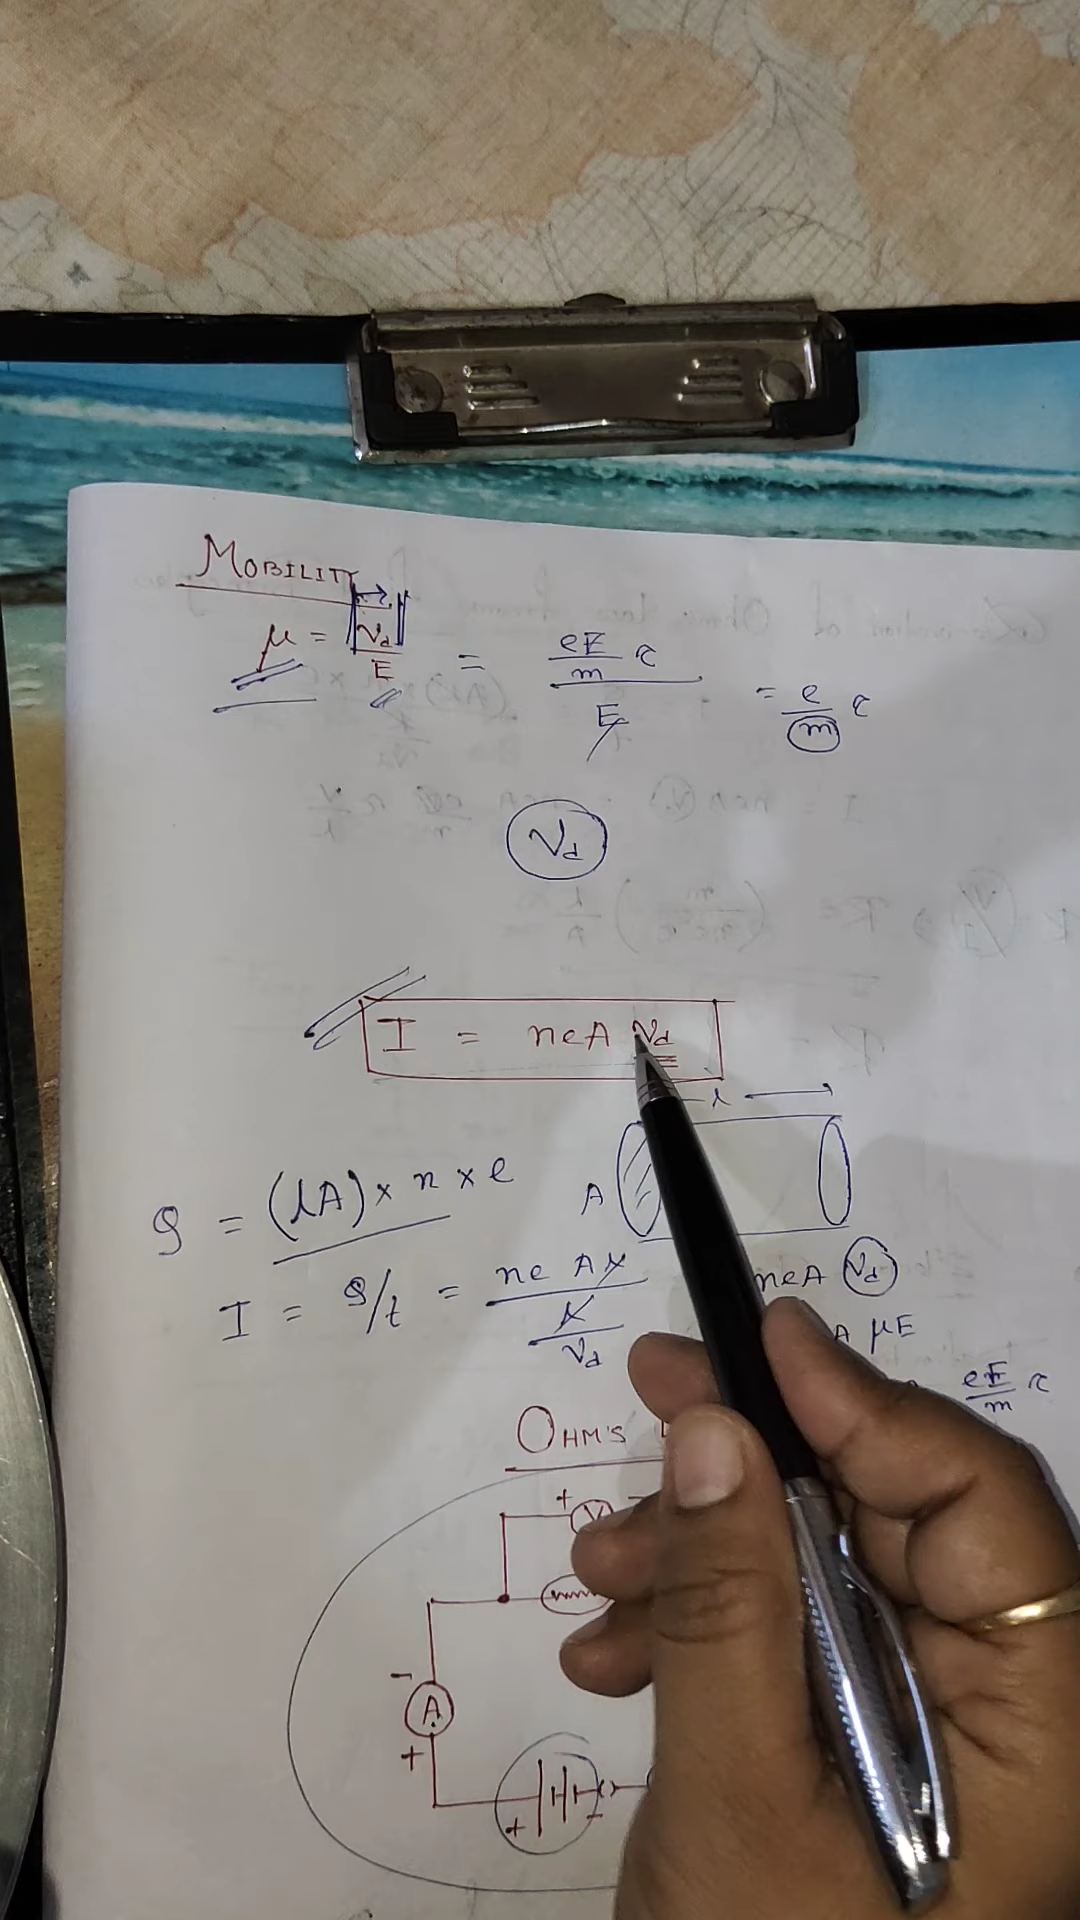 MOBILITY
μ = |Vd| / E = (eE/m τ) / E = e/m τ
Vd
I = neA Vd
l
Q = (lA) × n × e
A
I = Q/t = neAl / (l/Vd) neA Vd
A μE
eE/m τ
OHM'S
+ V -
-
A
+
+ -